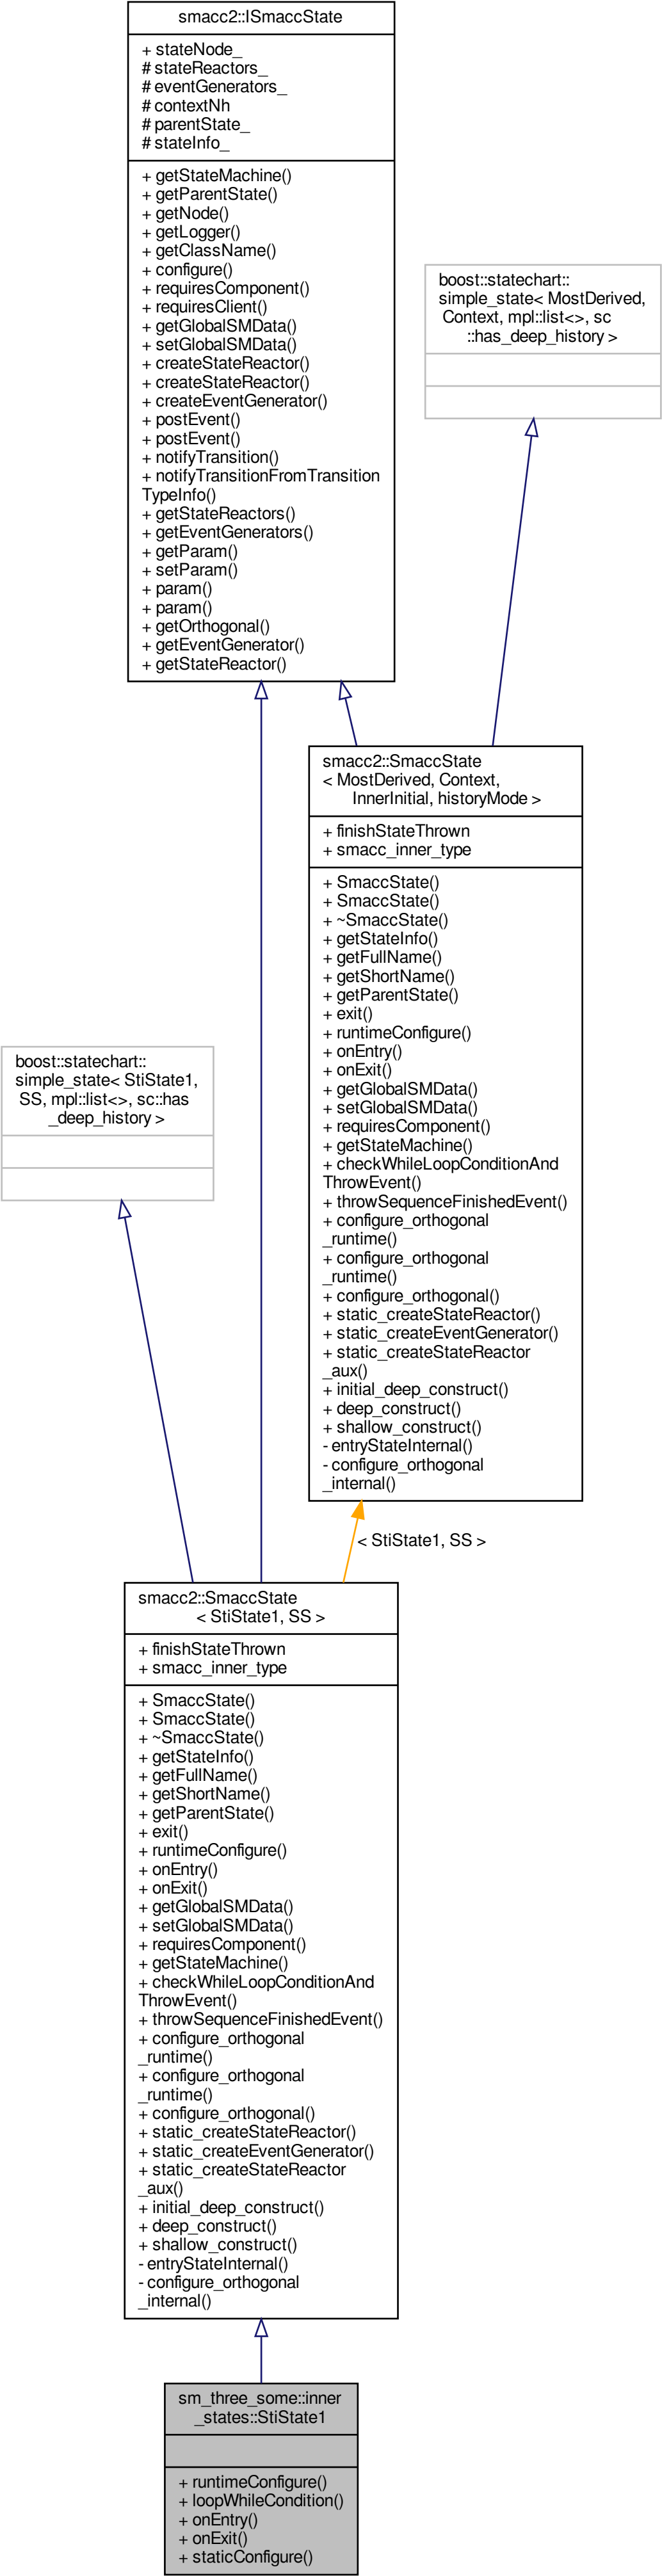 smacc2::ISmaccState
+ stateNode_
# stateReactors_
# eventGenerators_
# contextNh
# parentState_
# stateInfo_
+ getStateMachine()
+ getParentState()
+ getNode()
+ getLogger()
+ getClassName()
+ configure()
+ requiresComponent()
+ requiresClient()
+ getGlobalSMData()
+ setGlobalSMData()
+ createStateReactor()
+ createStateReactor()
+ createEventGenerator()
+ postEvent()
+ postEvent()
+ notifyTransition()
+ notifyTransitionFromTransition
TypeInfo()
+ getStateReactors()
+ getEventGenerators()
+ getParam()
+ setParam()
+ param()
+ param()
+ getOrthogonal()
+ getEventGenerator()
+ getStateReactor()
boost::statechart::
simple_state< MostDerived,
Context, mpl::list<>, sc
::has_deep_history >
smacc2::SmaccState
< MostDerived, Context,
InnerInitial, historyMode >
+ finishStateThrown
+ smacc_inner_type
+ SmaccState()
+ SmaccState()
+ ~SmaccState()
+ getStateInfo()
+ getFullName()
+ getShortName()
+ getParentState()
+ exit()
+ runtimeConfigure()
+ onEntry()
+ onExit()
+ getGlobalSMData()
+ setGlobalSMData()
+ requiresComponent()
+ getStateMachine()
+ checkWhileLoopConditionAnd
ThrowEvent()
+ throwSequenceFinishedEvent()
+ configure_orthogonal
_runtime()
+ configure_orthogonal
_runtime()
+ configure_orthogonal()
+ static_createStateReactor()
+ static_createEventGenerator()
+ static_createStateReactor
_aux()
+ initial_deep_construct()
+ deep_construct()
+ shallow_construct()
- entryStateInternal()
- configure_orthogonal
_internal()
boost::statechart::
simple_state< StiState1,
SS, mpl::list<>, sc::has
_deep_history >
< StiState1, SS >
smacc2::SmaccState
< StiState1, SS >
+ finishStateThrown
+ smacc_inner_type
+ SmaccState()
+ SmaccState()
+ ~SmaccState()
+ getStateInfo()
+ getFullName()
+ getShortName()
+ getParentState()
+ exit()
+ runtimeConfigure()
+ onEntry()
+ onExit()
+ getGlobalSMData()
+ setGlobalSMData()
+ requiresComponent()
+ getStateMachine()
+ checkWhileLoopConditionAnd
ThrowEvent()
+ throwSequenceFinishedEvent()
+ configure_orthogonal
_runtime()
+ configure_orthogonal
_runtime()
+ configure_orthogonal()
+ static_createStateReactor()
+ static_createEventGenerator()
+ static_createStateReactor
_aux()
+ initial_deep_construct()
+ deep_construct()
+ shallow_construct()
- entryStateInternal()
- configure_orthogonal
_internal()
sm_three_some::inner
_states::StiState1
+ runtimeConfigure()
+ loopWhileCondition()
+ onEntry()
+ onExit()
+ staticConfigure()